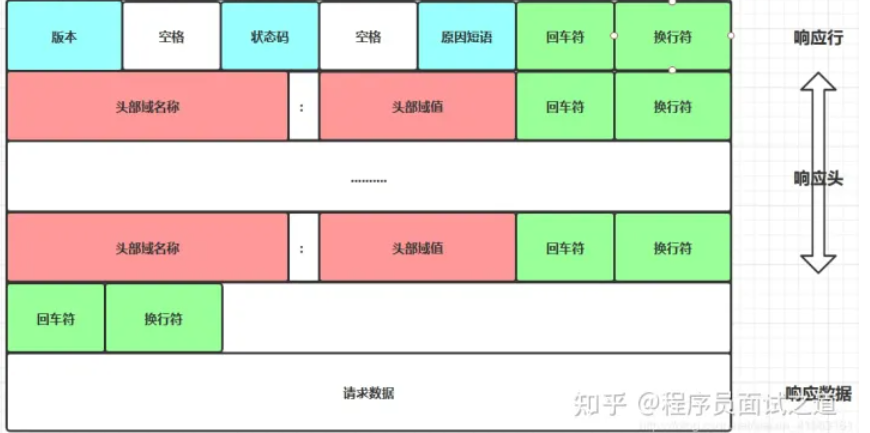 版本 空格 状态码 空格 原因短语 回车符 换行符 响应行
头部域名称 : 头部域值 回车符 换行符
.......... 响应头
头部域名称 : 头部域值 回车符 换行符
回车符 换行符
请求数据 响应数据
知乎 @程序员面试之道